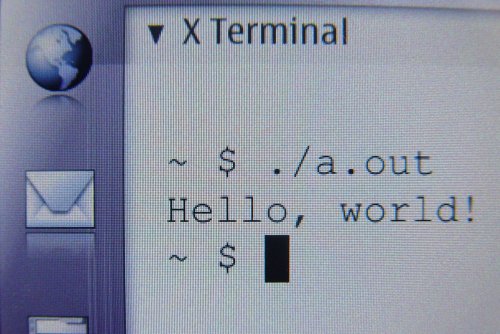 ▼ X Terminal
~ $ ./a.out
Hello, world!
~ $